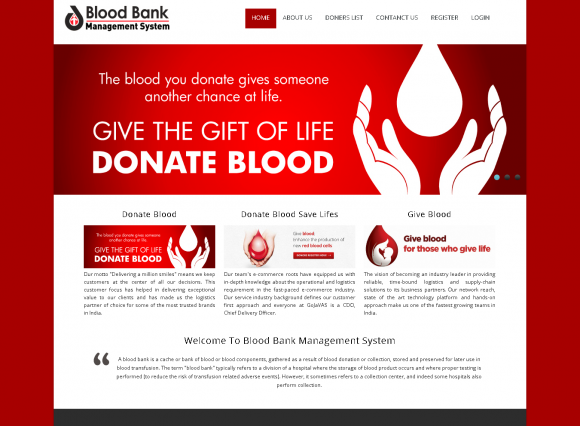 Blood Bank
Management System
HOME ABOUT US DONERS LIST CONTANCT US REGISTER LOGIN
The blood you donate gives someone
another chance at life.
GIVE THE GIFT OF LIFE
DONATE BLOOD
Donate Blood
The blood you donate gives someone
another chance at life.
GIVE THE GIFT OF LIFE
DONATE BLOOD
Our motto "Delivering a million smiles" means we keep
customers at the center of all our decisions. This
customer focus has helped in delivering exceptional
value to our clients and has made us the logistics
partner of choice for some of the most trusted brands
in India.
Donate Blood Save Lifes
Give blood.
Enhance the production of
new red blood cells
Our team's e-commerce roots have equipped us with
in-depth knowledge about the operational and logistics
requirement in the fast-paced e-commerce industry.
Our service industry background defines our customer
first approach and everyone at GoJaVAS is a CDO,
Chief Delivery Officer.
Give Blood
Give blood
for those who give life
The vision of becoming an industry leader in providing
reliable, time-bound logistics and supply-chain
solutions to its business partners. Our network reach,
state of the art technology platform and hands-on
approach make us one of the fastest growing teams in
India.
Welcome To Blood Bank Management System
A blood bank is a cache or bank of blood or blood components, gathered as a result of blood donation or collection, stored and preserved for later use in
blood transfusion. The term "blood bank" typically refers to a division of a hospital where the storage of blood product occurs and where proper testing is
performed (to reduce the risk of transfusion related adverse events). However, it sometimes refers to a collection center, and indeed some hospitals also
perform collection.